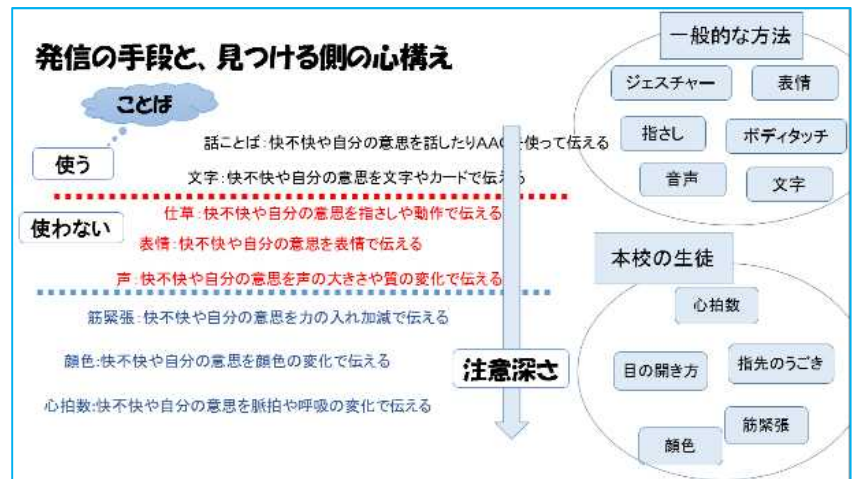 発信の手段と、見つける側の心構え
ことば
使う
話ことば:快不快や自分の意思を話したりAACを使って伝える
文字:快不快や自分の意思を文字やカードで伝える
使わない
仕草:快不快や自分の意思を指さしや動作で伝える
表情:快不快や自分の意思を表情で伝える
声:快不快や自分の意思を声の大きさや質の変化で伝える
筋緊張:快不快や自分の意思を力の入れ加減で伝える
顔色:快不快や自分の意思を顔色の変化で伝える
心拍数:快不快や自分の意思を脈拍や呼吸の変化で伝える
注意深さ
一般的な方法
ジェスチャー
表情
指さし
ボディタッチ
音声
文字
本校の生徒
心拍数
目の開き方
指先のうごき
筋緊張
顔色